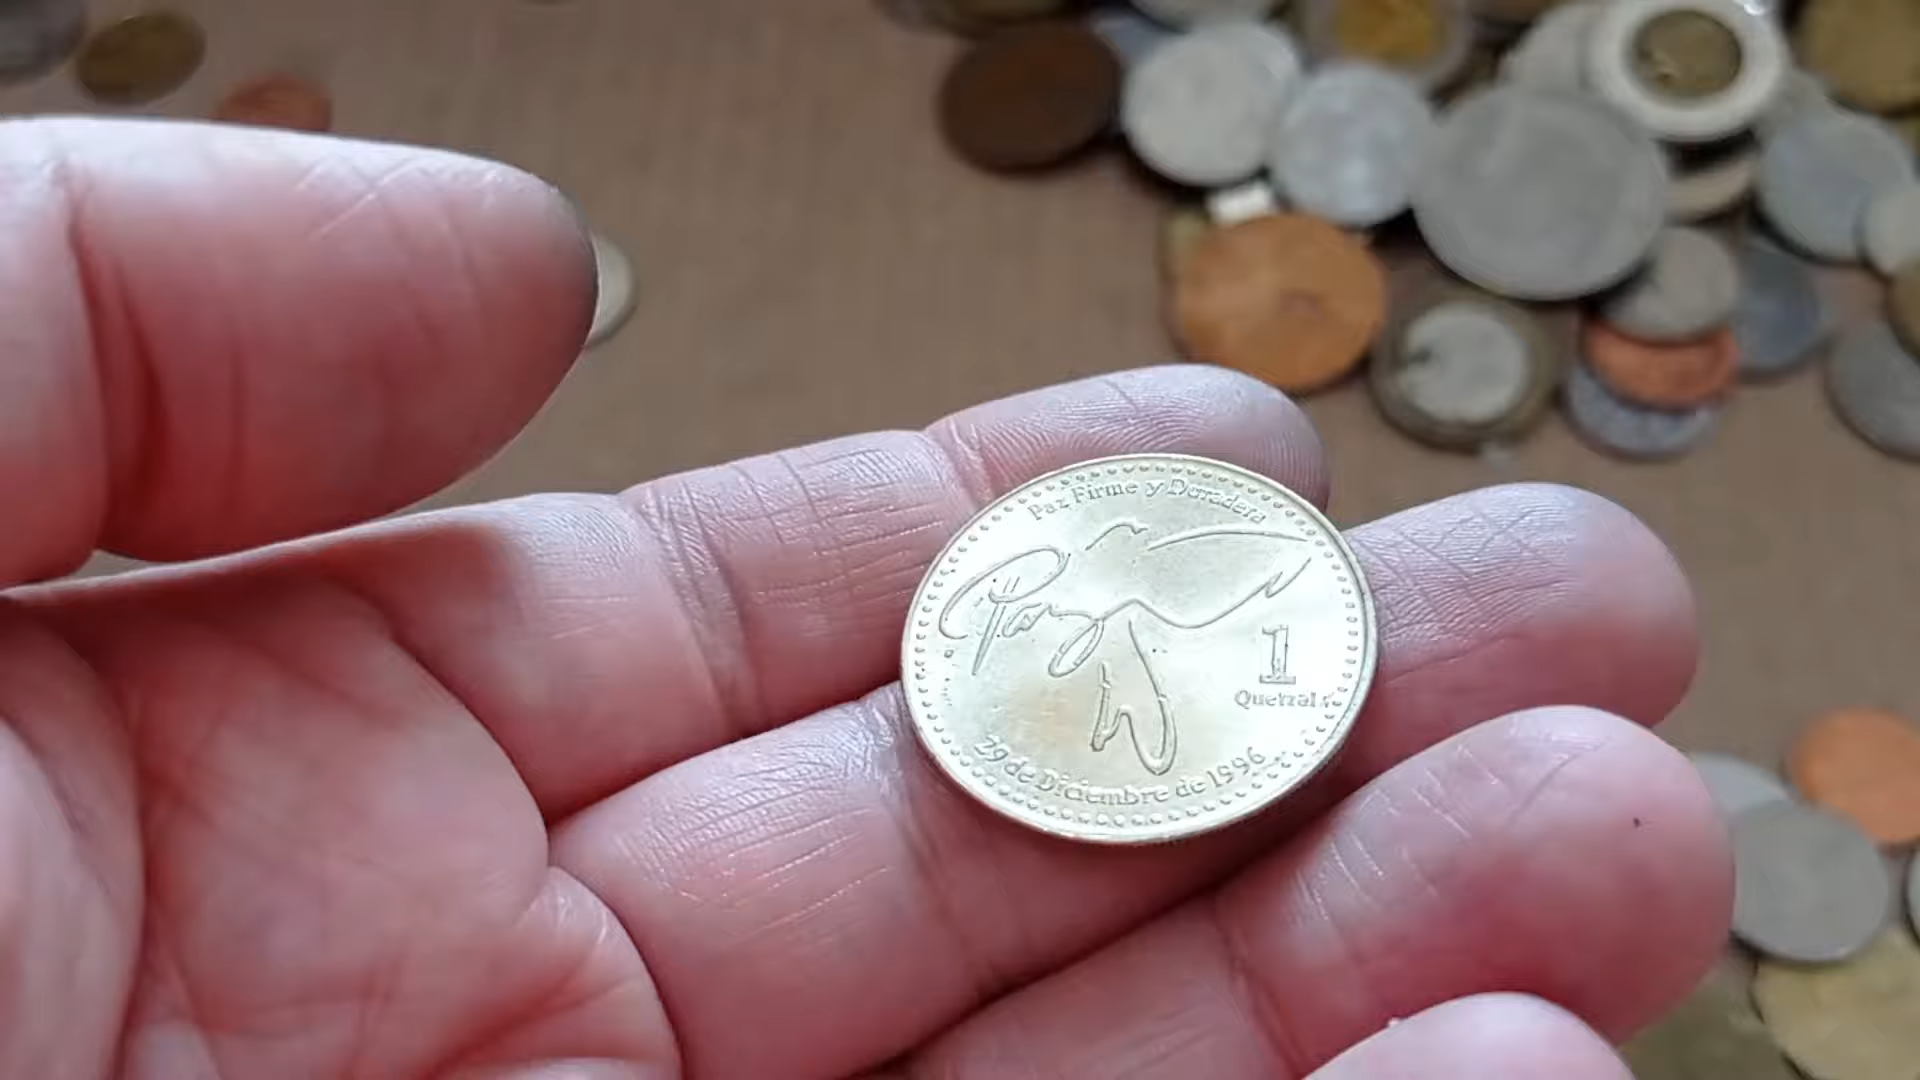 Paz Firme y Duradera
Paz
1
Quetzal
29 de Diciembre de 1996